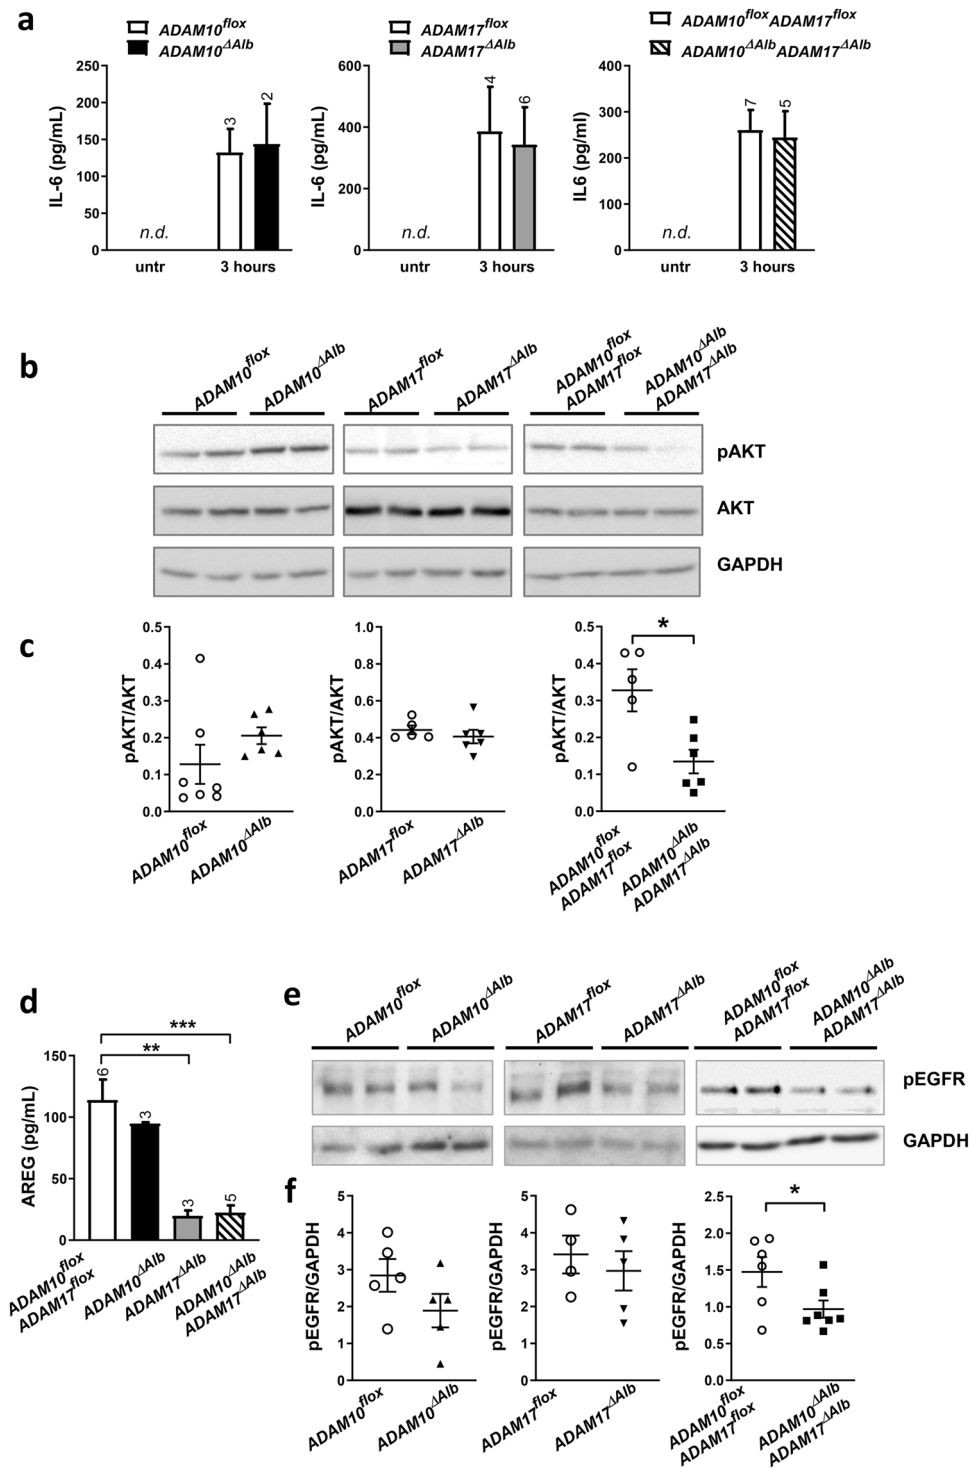 a
ADAM10flox
ADAM10ΔAlb
ADAM17flox
ADAM17ΔAlb
ADAM10floxADAM17flox
ADAM10ΔAlbADAM17ΔAlb
IL-6 (pg/mL)
250
200
150
100
50
0
3
2
n.d.
untr
3 hours
IL-6 (pg/mL)
600
400
200
0
4
6
n.d.
untr
3 hours
IL6 (pg/ml)
400
300
200
100
0
7
5
n.d.
untr
3 hours
b
ADAM10flox
ADAM10ΔAlb
ADAM17flox
ADAM17ΔAlb
ADAM10flox
ADAM17flox
ADAM10ΔAlb
ADAM17ΔAlb
pAKT
AKT
GAPDH
c
pAKT/AKT
0.5
0.4
0.3
0.2
0.1
0.0
ADAM10flox
ADAM10ΔAlb
pAKT/AKT
1.0
0.8
0.6
0.4
0.2
0.0
ADAM17flox
ADAM17ΔAlb
pAKT/AKT
0.5
0.4
0.3
0.2
0.1
0.0
*
ADAM10flox
ADAM17flox
ADAM10ΔAlb
ADAM17ΔAlb
d
AREG (pg/mL)
150
100
50
0
***
**
6
3
3
5
ADAM10flox
ADAM17flox
ADAM10ΔAlb
ADAM17ΔAlb
ADAM10ΔAlb
ADAM17ΔAlb
e
ADAM10flox
ADAM10ΔAlb
ADAM17flox
ADAM17ΔAlb
ADAM10flox
ADAM17flox
ADAM10ΔAlb
ADAM17ΔAlb
pEGFR
GAPDH
f
pEGFR/GAPDH
5
4
3
2
1
0
ADAM10flox
ADAM10ΔAlb
pEGFR/GAPDH
5
4
3
2
1
0
ADAM17flox
ADAM17ΔAlb
pEGFR/GAPDH
2.5
2.0
1.5
1.0
0.5
0.0
*
ADAM10flox
ADAM17flox
ADAM10ΔAlb
ADAM17ΔAlb